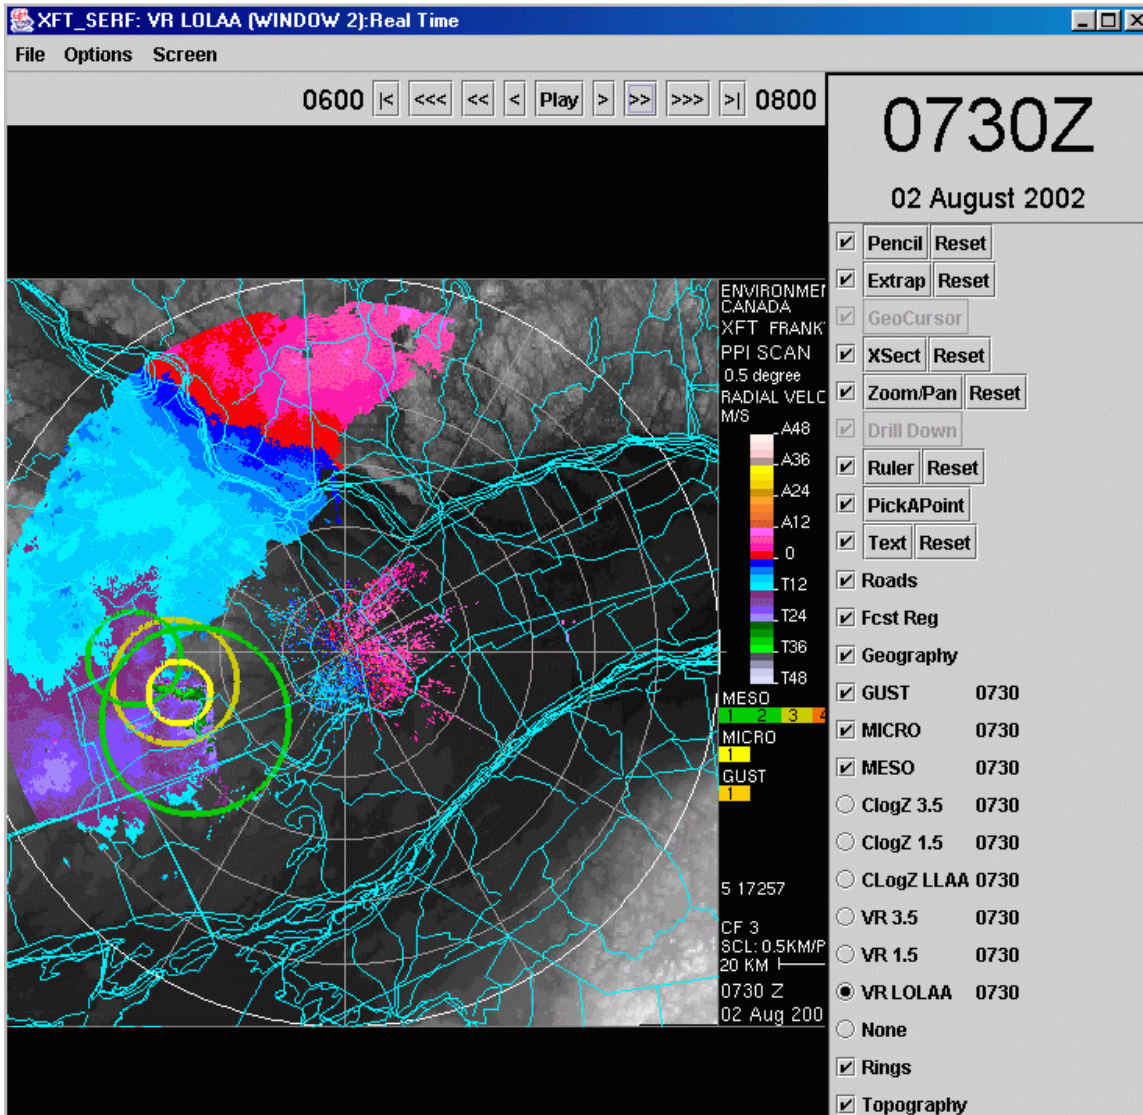 XFT_SERF: VR LOLAA (WINDOW 2):Real Time
File Options Screen
0600 |< <<< << < Play > >> >>> >| 0800
0730Z
02 August 2002
Pencil Reset
Extrap Reset
GeoCursor
XSect Reset
Zoom/Pan Reset
Drill Down
Ruler Reset
PickAPoint
Text Reset
Roads
Fcst Reg
Geography
GUST 0730
MICRO 0730
MESO 0730
ClogZ 3.5 0730
ClogZ 1.5 0730
CLogZ LLAA 0730
VR 3.5 0730
VR 1.5 0730
VR LOLAA 0730
None
Rings
Topography
ENVIRONMEN
CANADA
XFT FRANK
PPI SCAN
0.5 degree
RADIAL VELO
M/S
A48
A36
A24
A12
0
T12
T24
T36
T48
MESO
1 2 3 4
MICRO
1
GUST
1
5 17257
CF 3
SCL: 0.5KM/P
20 KM
0730 Z
02 Aug 200